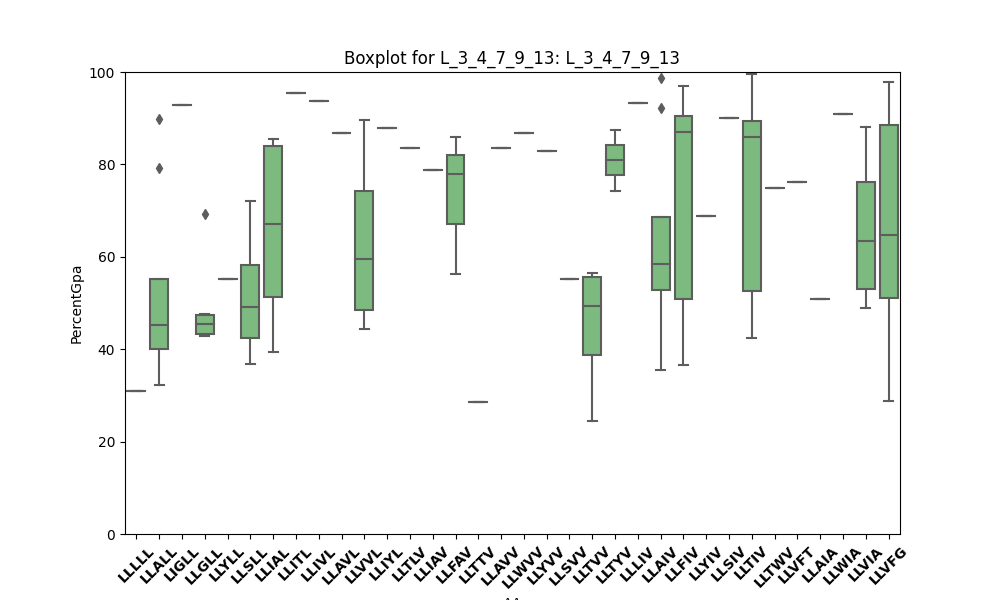 Boxplot for L_3_4_7_9_13: L_3_4_7_9_13
PercentGpa
100
80
60
40
20
0
LLLLL
LLALL
LIGLL
LLGLL
LLYLL
LLSLL
LLIAL
LLITL
LLIVL
LLAVL
LLVVL
LLIYL
LLTLV
LLIAV
LLFAV
LLTTV
LLAVV
LLWVV
LLYVV
LLSVV
LLTVV
LLTYV
LLLIV
LLAIV
LLFIV
LLYIV
LLSIV
LLTIV
LLTWV
LLVFT
LLAIA
LLWIA
LLVIA
LLVFG